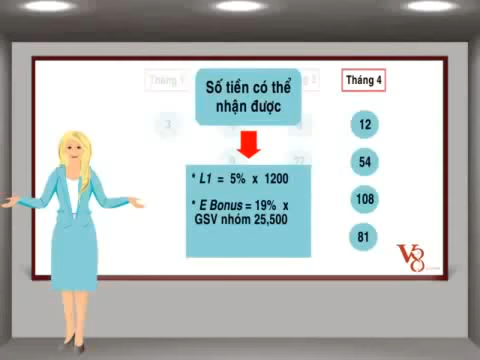 Tháng 1
Tháng 4
Số tiền có thể
nhận được
3
12
* L1 = 5% x 1200
54
* E Bonus = 19% x
GSV nhóm 25,500
108
81
V8